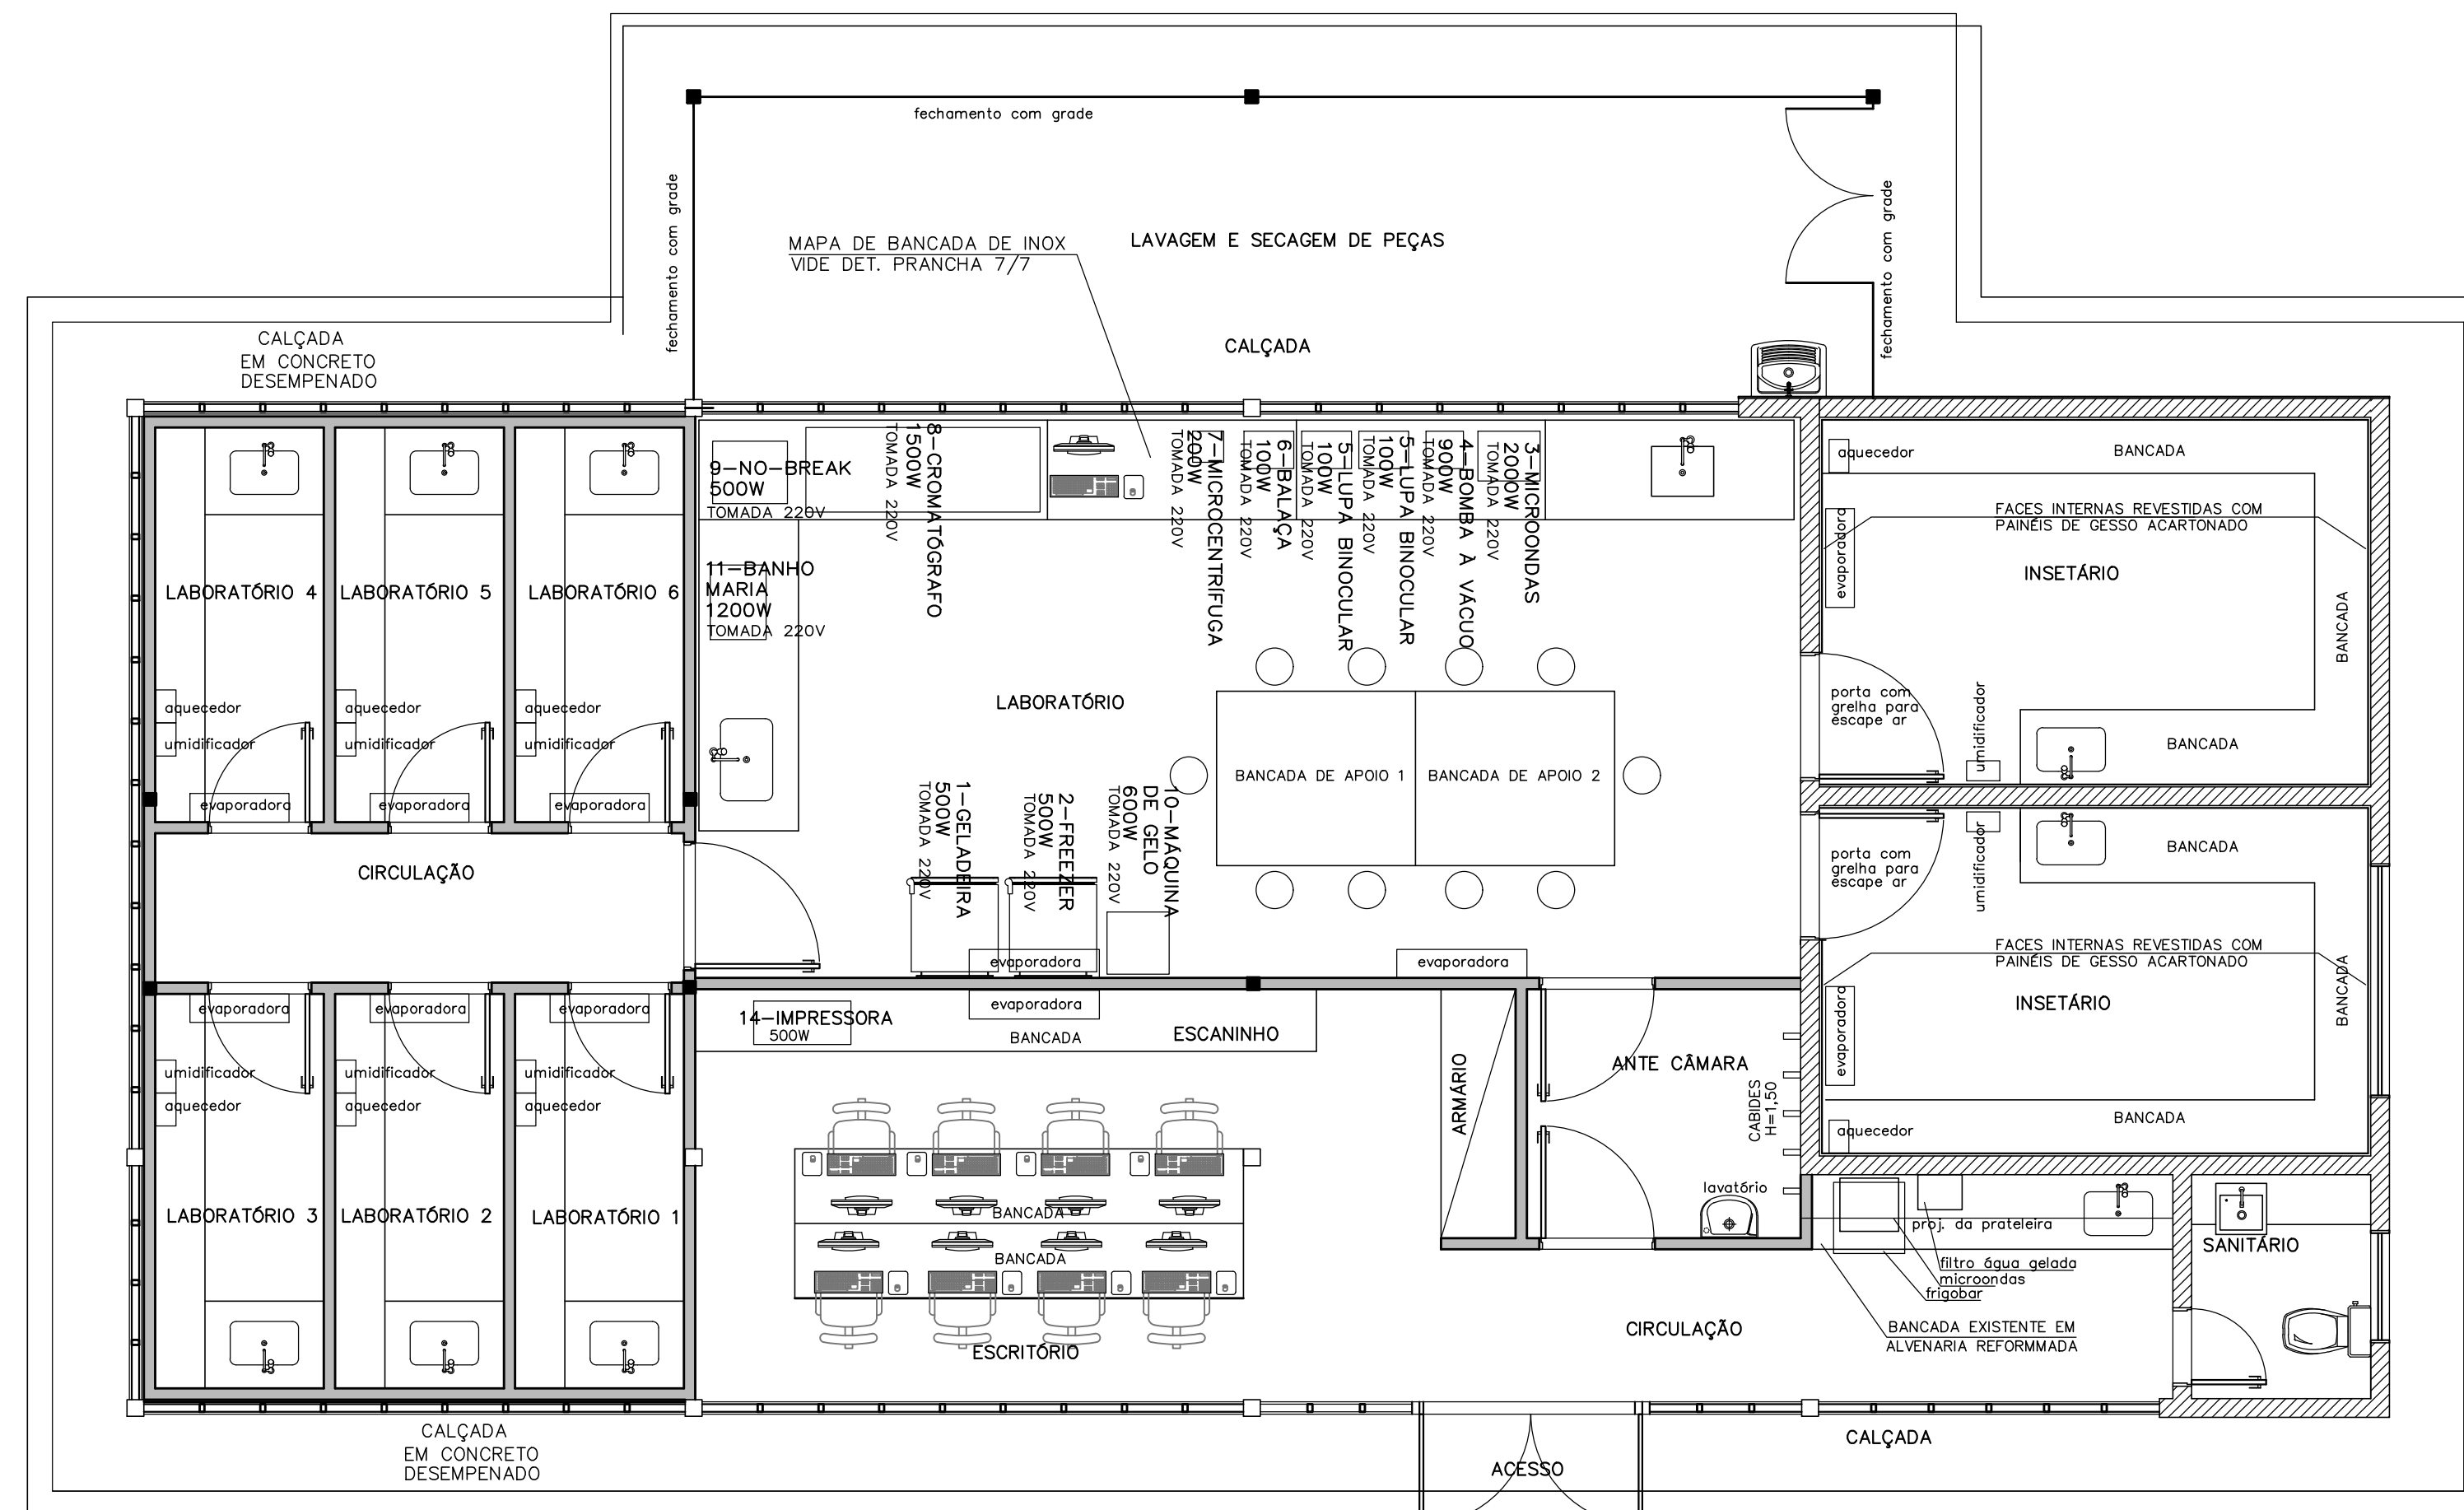 fechamento com grade
fechamento com grade
fechamento com grade
MAPA DE BANCADA DE INOX
VIDE DET. PRANCHA 7/7
LAVAGEM E SECAGEM DE PEÇAS
CALÇADA
EM CONCRETO
DESEMPENADO
CALÇADA
9-NO-BREAK
500W
TOMADA 220V
8-CROMATÓGRAFO
1500W
TOMADA 220V
7-MICROCENTRÍFUGA
200W
TOMADA 220V
6-BALAÇA
100W
TOMADA 220V
5-LUPA BINOCULAR
100W
TOMADA 220V
5-LUPA BINOCULAR
100W
TOMADA 220V
4-BOMBA À VÁCUO
900W
TOMADA 220V
3-MICROONDAS
2000W
TOMADA 220V
11-BANHO
MARIA
1200W
TOMADA 220V
aquecedor
BANCADA
FACES INTERNAS REVESTIDAS COM
PAINÉIS DE GESSO ACARTONADO
evaporadora
INSETÁRIO
BANCADA
porta com
grelha para
escape ar
umidificador
BANCADA
LABORATÓRIO 4
LABORATÓRIO 5
LABORATÓRIO 6
aquecedor
aquecedor
aquecedor
umidificador
umidificador
umidificador
evaporadora
evaporadora
evaporadora
LABORATÓRIO
BANCADA DE APOIO 1
BANCADA DE APOIO 2
1-GELADEIRA
500W
TOMADA 220V
2-FREEZER
500W
TOMADA 220V
10-MÁQUINA
DE GELO
600W
TOMADA 220V
CIRCULAÇÃO
evaporadora
evaporadora
porta com
grelha para
escape ar
umidificador
BANCADA
FACES INTERNAS REVESTIDAS COM
PAINÉIS DE GESSO ACARTONADO
BANCADA
INSETÁRIO
evaporadora
BANCADA
aquecedor
evaporadora
evaporadora
evaporadora
umidificador
umidificador
umidificador
aquecedor
aquecedor
aquecedor
LABORATÓRIO 3
LABORATÓRIO 2
LABORATÓRIO 1
14-IMPRESSORA
500W
evaporadora
BANCADA
ESCANINHO
ARMÁRIO
ANTE CÂMARA
CABIDES
H=1,50
lavatório
BANCADA
BANCADA
ESCRITÓRIO
proj. da prateleira
filtro água gelada
microondas
frigobar
BANCADA EXISTENTE EM
ALVENARIA REFORMMADA
SANITÁRIO
CIRCULAÇÃO
CALÇADA
EM CONCRETO
DESEMPENADO
ACESSO
CALÇADA